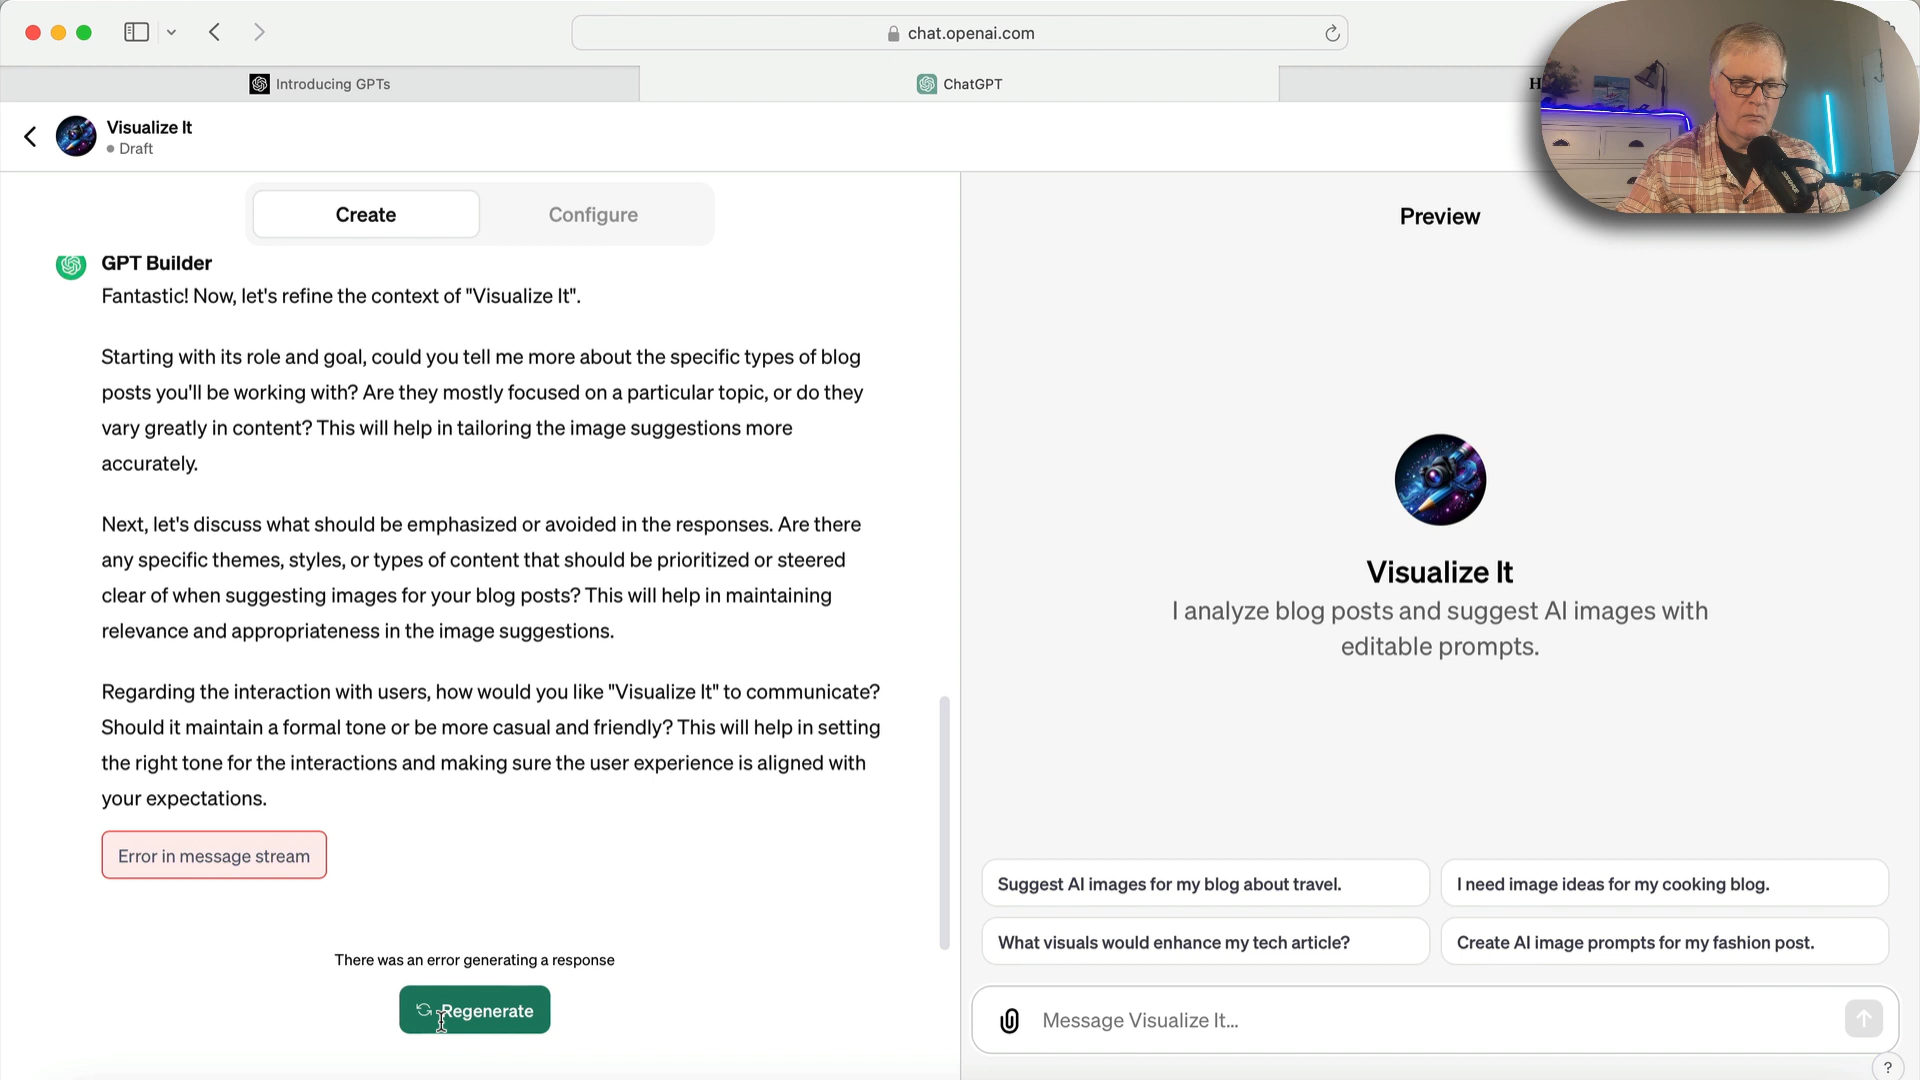 chat.openai.com
Introducing GPTs
ChatGPT
H
Visualize It
Draft
Create
Configure
Preview
GPT Builder
Fantastic! Now, let's refine the context of "Visualize It".
Starting with its role and goal, could you tell me more about the specific types of blog
posts you'll be working with? Are they mostly focused on a particular topic, or do they
vary greatly in content? This will help in tailoring the image suggestions more
accurately.
Next, let's discuss what should be emphasized or avoided in the responses. Are there
any specific themes, styles, or types of content that should be prioritized or steered
clear of when suggesting images for your blog posts? This will help in maintaining
relevance and appropriateness in the image suggestions.
Regarding the interaction with users, how would you like "Visualize It" to communicate?
Should it maintain a formal tone or be more casual and friendly? This will help in setting
the right tone for the interactions and making sure the user experience is aligned with
your expectations.
Error in message stream
There was an error generating a response
Regenerate
Visualize It
I analyze blog posts and suggest AI images with
editable prompts.
Suggest AI images for my blog about travel.
I need image ideas for my cooking blog.
What visuals would enhance my tech article?
Create AI image prompts for my fashion post.
Message Visualize It...
?